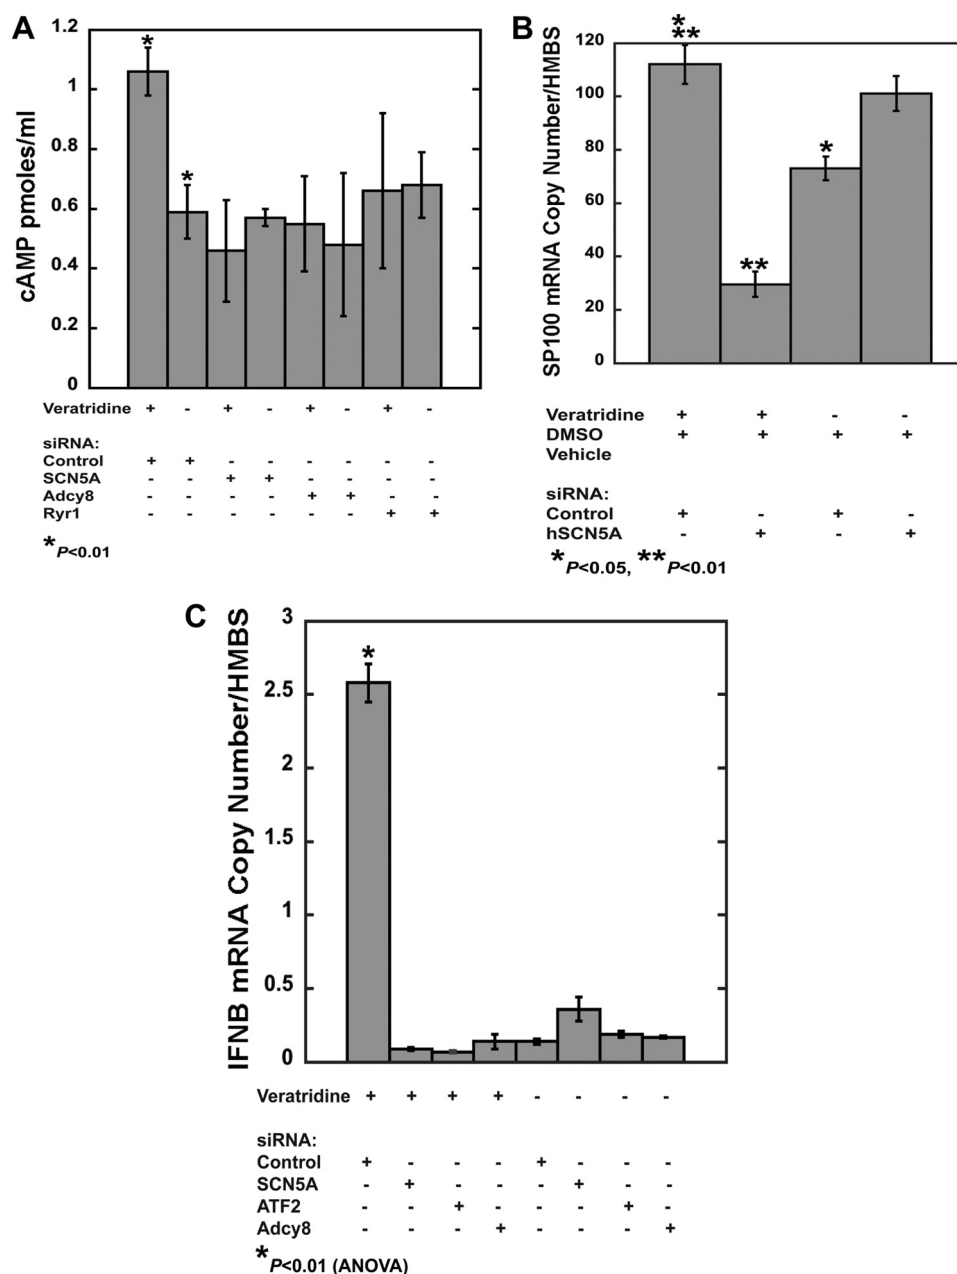 A
cAMP pmoles/ml
1.2
1
0.8
0.6
0.4
0.2
0
* *
Veratridine + - + - + - + -
siRNA:
Control + + - - - - - -
SCN5A - - + + - - - -
Adcy8 - - - - + + - -
Ryr1 - - - - - - + +
*P<0.01
B
SP100 mRNA Copy Number/HMBS
120
100
80
60
40
20
0
*
**
**
*
Veratridine + + - -
DMSO + + + +
Vehicle
siRNA:
Control + - + -
hSCN5A - + - +
*P<0.05, **P<0.01
C
IFNB mRNA Copy Number/HMBS
3
2.5
2
1.5
1
0.5
0
*
Veratridine + + + + - - - -
siRNA:
Control + - - - + - - -
SCN5A - + - - - + - -
ATF2 - - + - - - + -
Adcy8 - - - + - - - +
*P<0.01 (ANOVA)